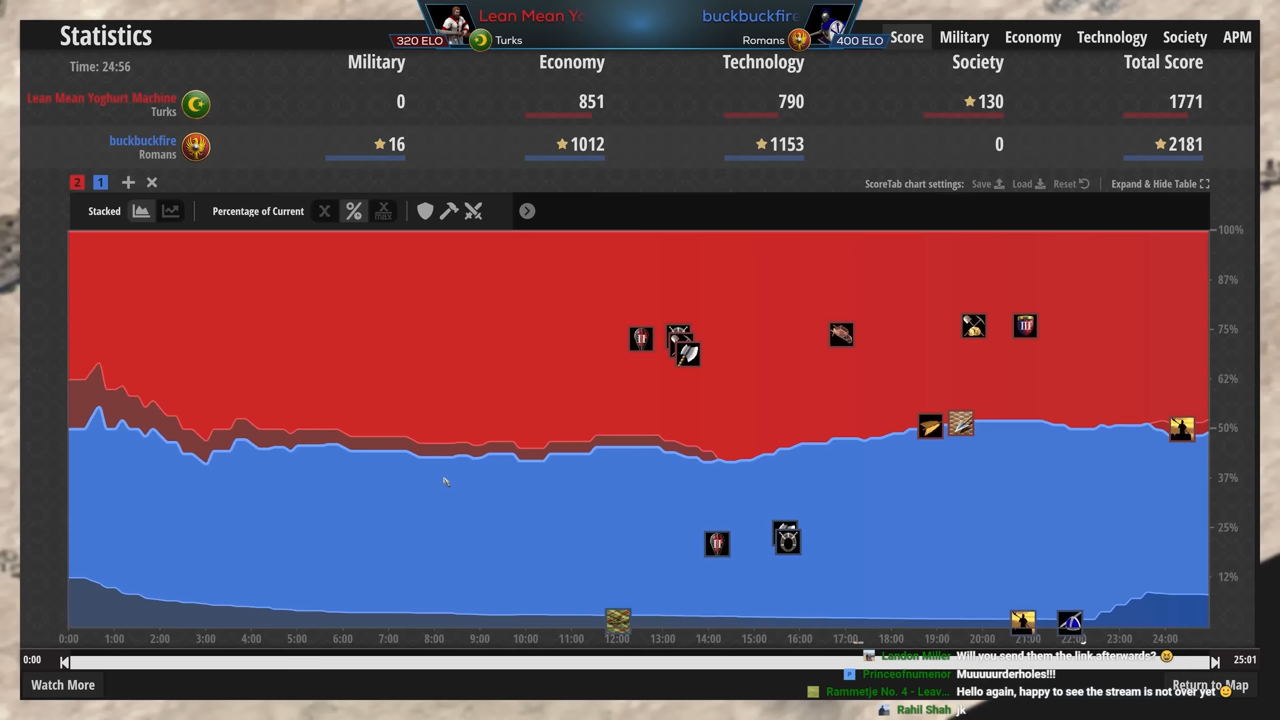 Lean Mean Yo
buckbuckfire
320 ELO
Turks
Romans
400 ELO
Statistics
Score
Military
Economy
Technology
Society
APM
Time: 24:56
Military
Economy
Technology
Society
Total Score
Lean Mean Yoghurt Machine
Turks
0
851
790
130
1771
buckbuckfire
Romans
16
1012
1153
0
2181
2
1
ScoreTab chart settings:
Save
Load
Reset
Expand & Hide Table
Stacked
Percentage of Current
X
%
X max
100%
87%
75%
62%
50%
37%
25%
12%
II
III
II
0:00
1:00
2:00
3:00
4:00
5:00
6:00
7:00
8:00
9:00
10:00
11:00
12:00
13:00
14:00
15:00
16:00
17:00
18:00
19:00
20:00
21:00
22:00
23:00
24:00
0:00
25:01
Watch More
Return to Map
Landon Miller Will you send them the link afterwards?
P Princeofnumenor Muuuuurderholes!!!
Rammetje No. 4 - Leav... Hello again, happy to see the stream is not over yet
Rahil Shah jk